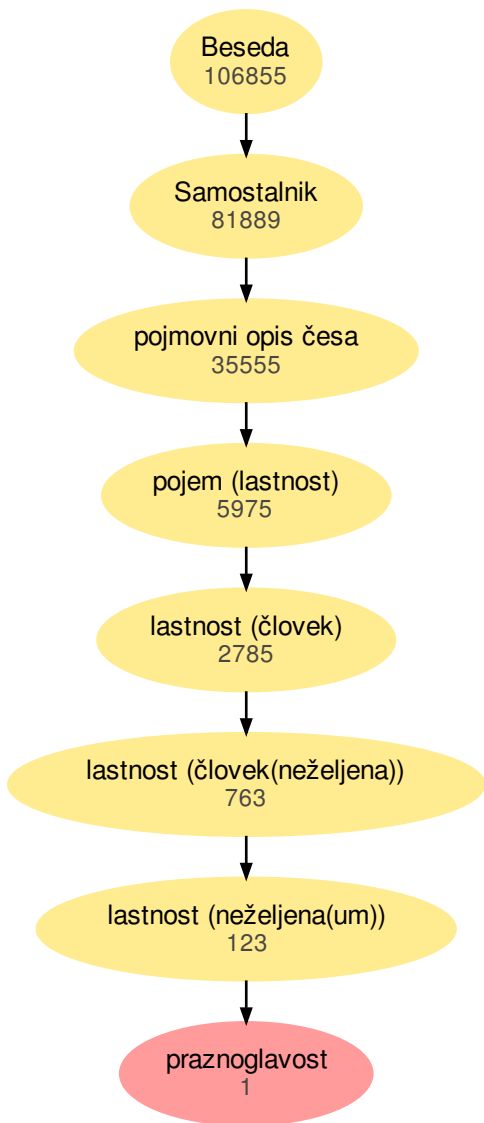 Beseda
106855
Samostalnik
81889
pojmovni opis česa
35555
pojem (lastnost)
5975
lastnost (človek)
2785
lastnost (človek(neželjena))
763
lastnost (neželjena(um))
123
praznoglavost
1